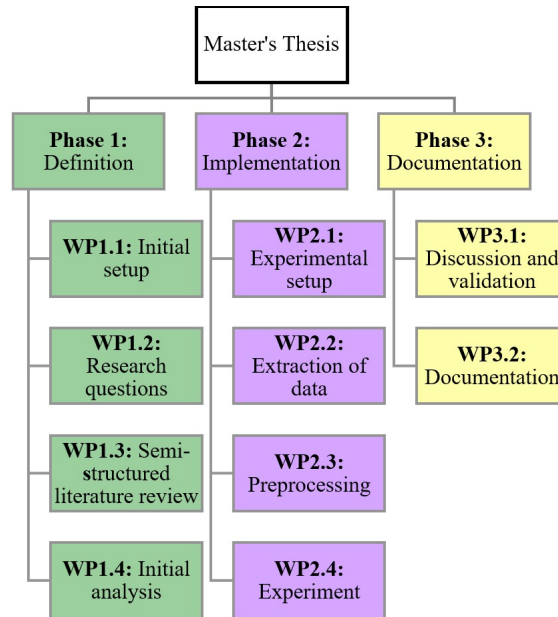 Master's Thesis
Phase 1:
Definition
Phase 2:
Implementation
Phase 3:
Documentation
WP1.1: Initial
setup
WP1.2:
Research
questions
WP1.3: Semi-
structured
literature review
WP1.4: Initial
analysis
WP2.1:
Experimental
setup
WP2.2:
Extraction of
data
WP2.3:
Preprocessing
WP2.4:
Experiment
WP3.1:
Discussion and
validation
WP3.2:
Documentation